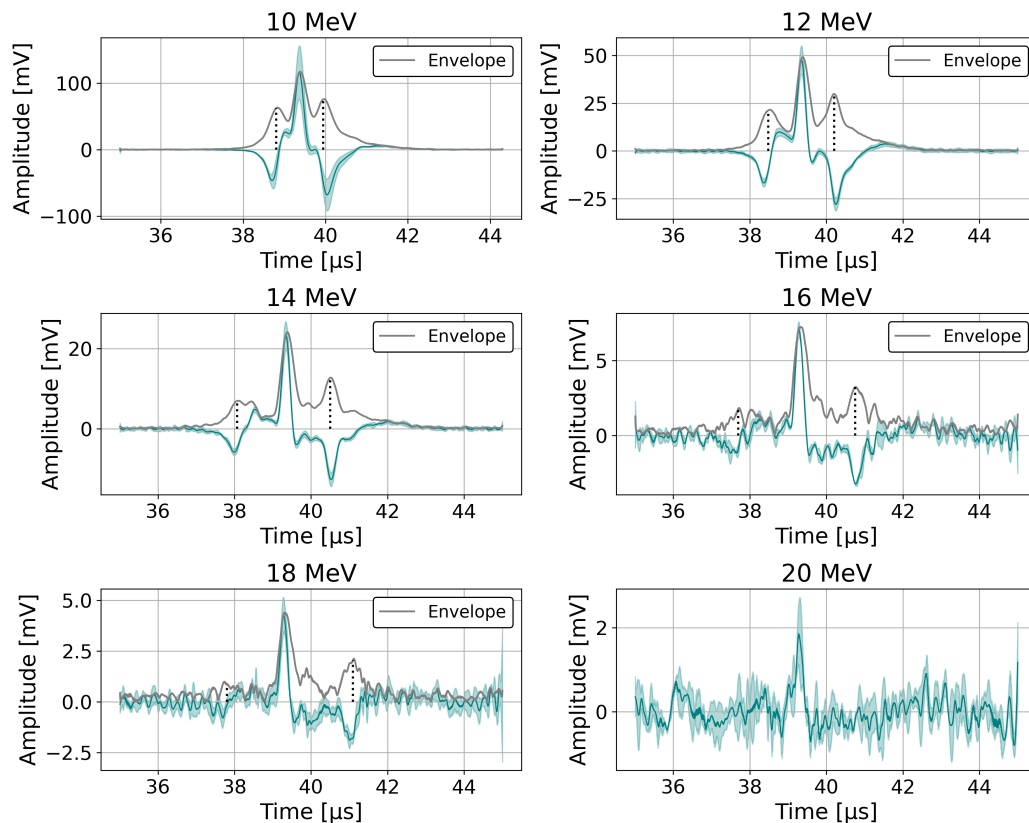 10 MeV
Amplitude [mV]
100
0
−100
Envelope
36 38 40 42 44
Time [µs]
12 MeV
Amplitude [mV]
50
25
0
−25
Envelope
36 38 40 42 44
Time [µs]
14 MeV
Amplitude [mV]
20
0
Envelope
36 38 40 42 44
Time [µs]
16 MeV
Amplitude [mV]
5
0
Envelope
36 38 40 42 44
Time [µs]
18 MeV
Amplitude [mV]
5.0
2.5
0.0
−2.5
Envelope
36 38 40 42 44
Time [µs]
20 MeV
Amplitude [mV]
2
0
36 38 40 42 44
Time [µs]